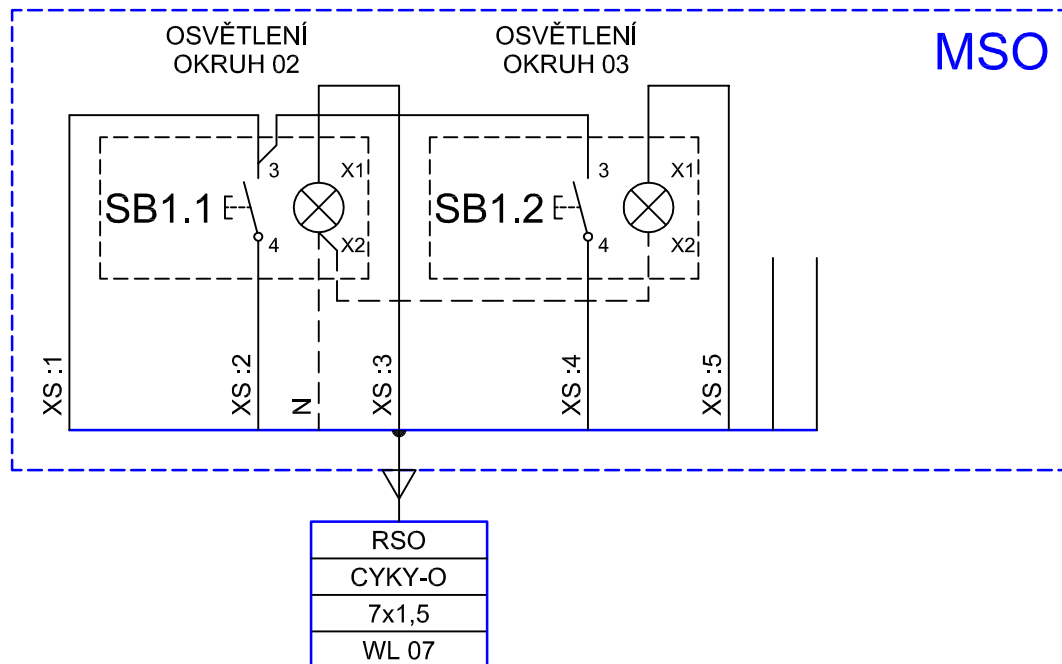 OSVĚTLENÍ
OKRUH 02
OSVĚTLENÍ
OKRUH 03
MSO
3
X1
SB1.1
4
X2
3
X1
SB1.2
4
X2
XS :1
XS :2
N
XS :3
XS :4
XS :5
RSO
CYKY-O
7x1,5
WL 07